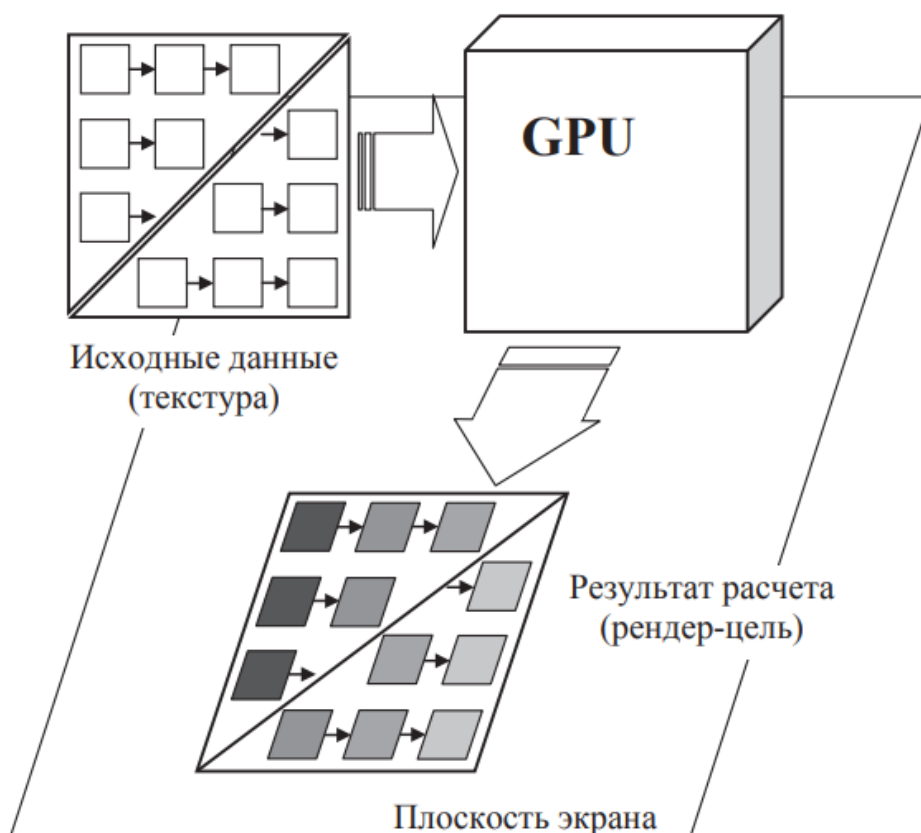 GPU
Исходные данные
(текстура)
Результат расчета
(рендер-цель)
Плоскость экрана